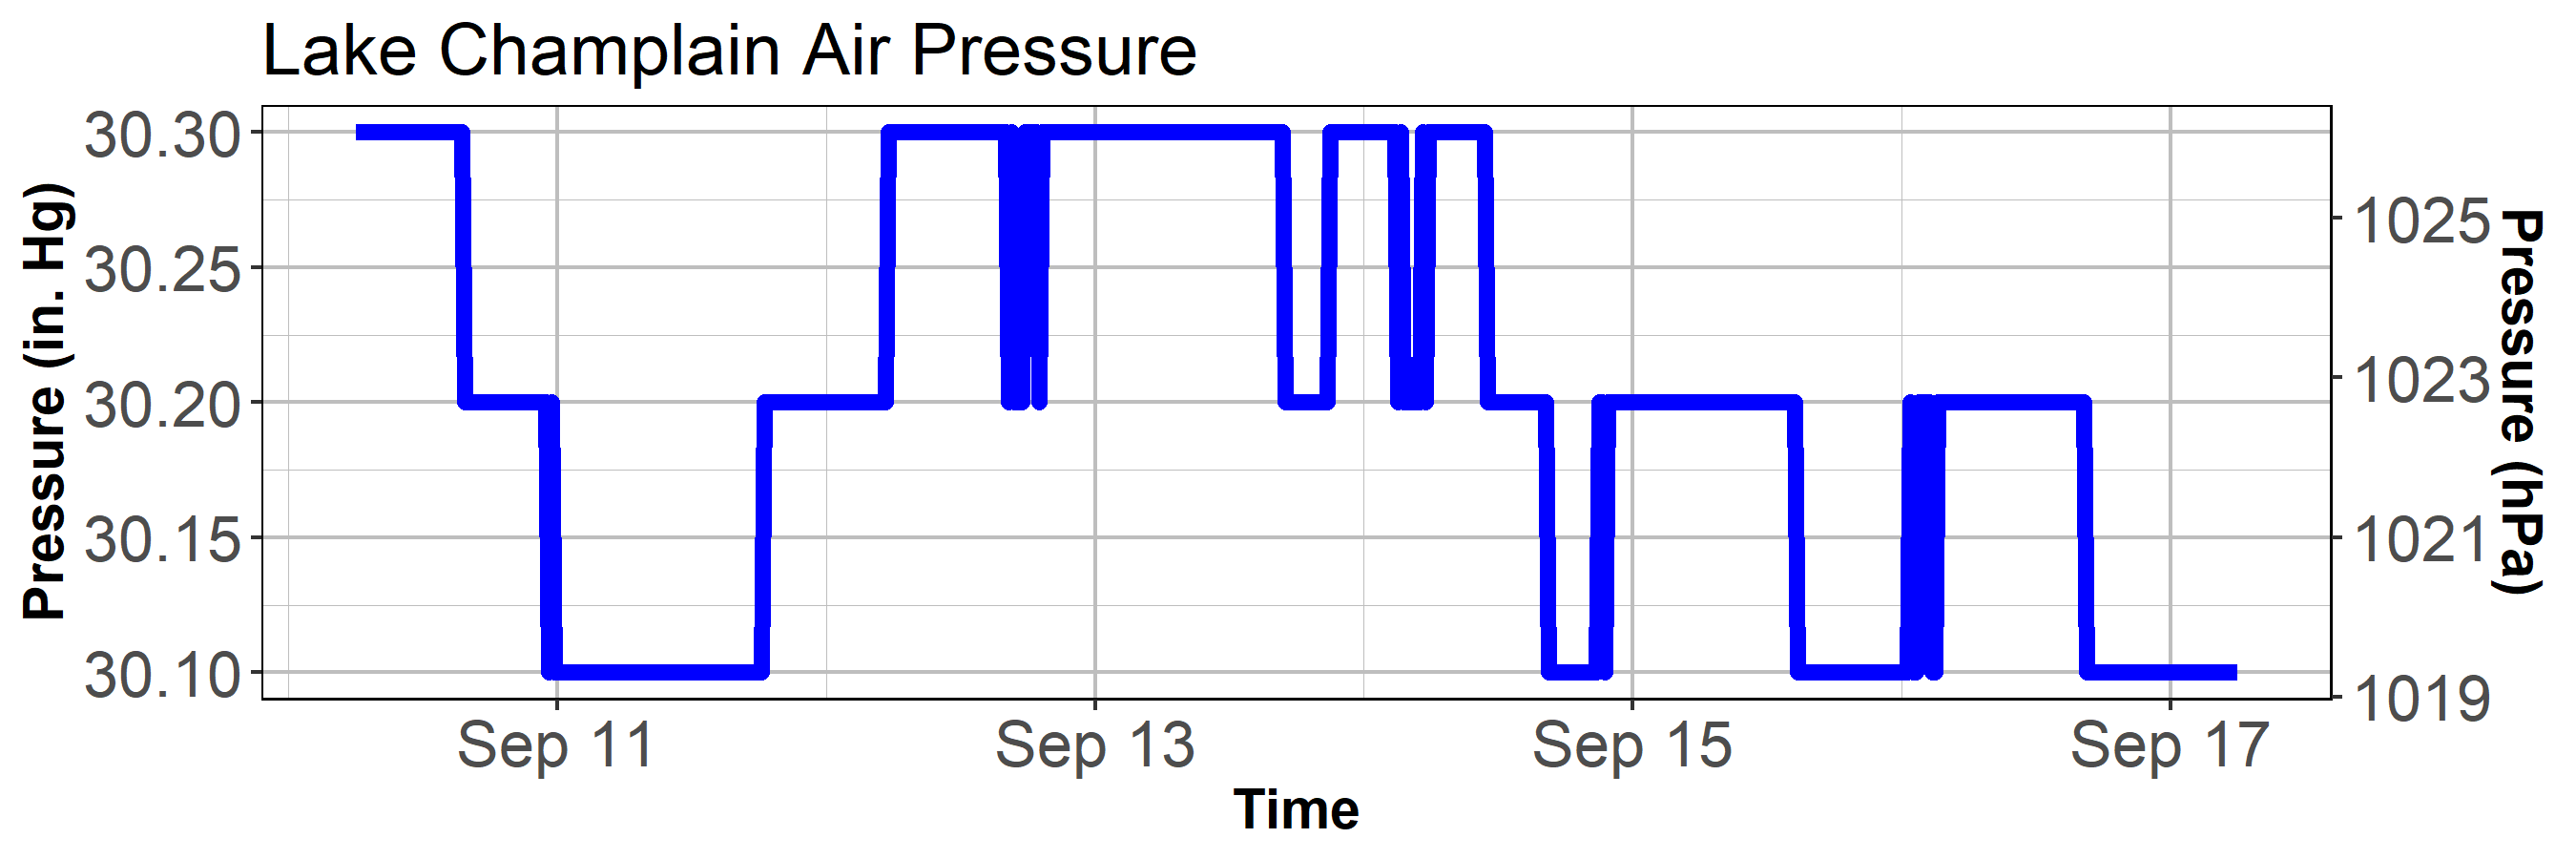 Lake Champlain Air Pressure
Pressure (in. Hg)
30.30
30.25
30.20
30.15
30.10
1025
1023
1021
1019
Pressure (hPa)
Sep 11 Sep 13 Sep 15 Sep 17
Time